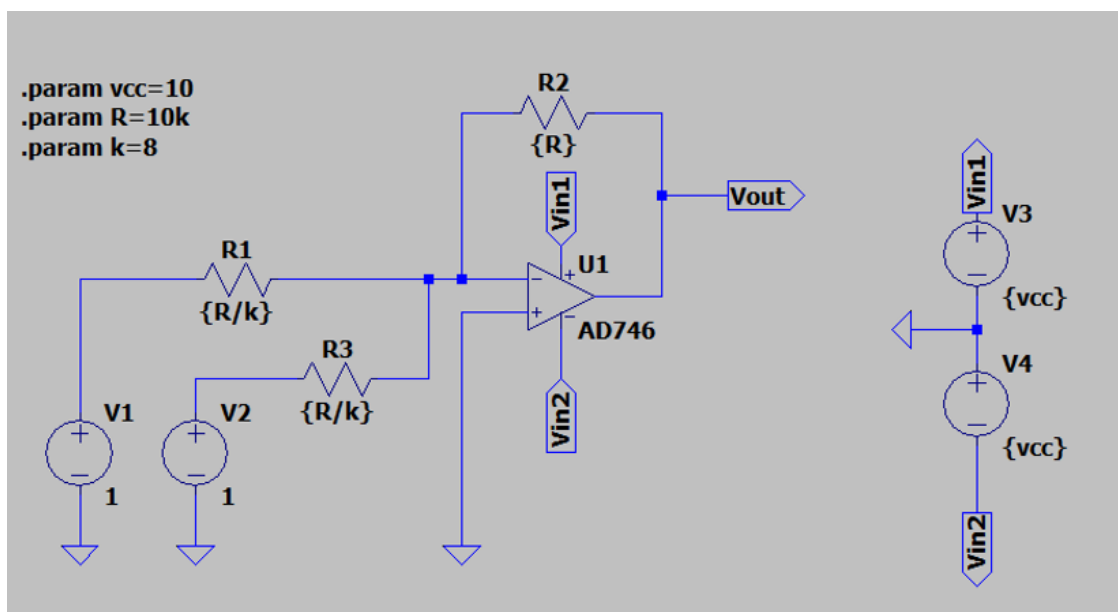 .param vcc=10
.param R=10k
.param k=8
R2
{R}
Vin1
Vout
Vin1
V3
{vcc}
R1
{R/k}
U1
AD746
R3
{R/k}
Vin2
V4
{vcc}
V1
1
V2
1
Vin2